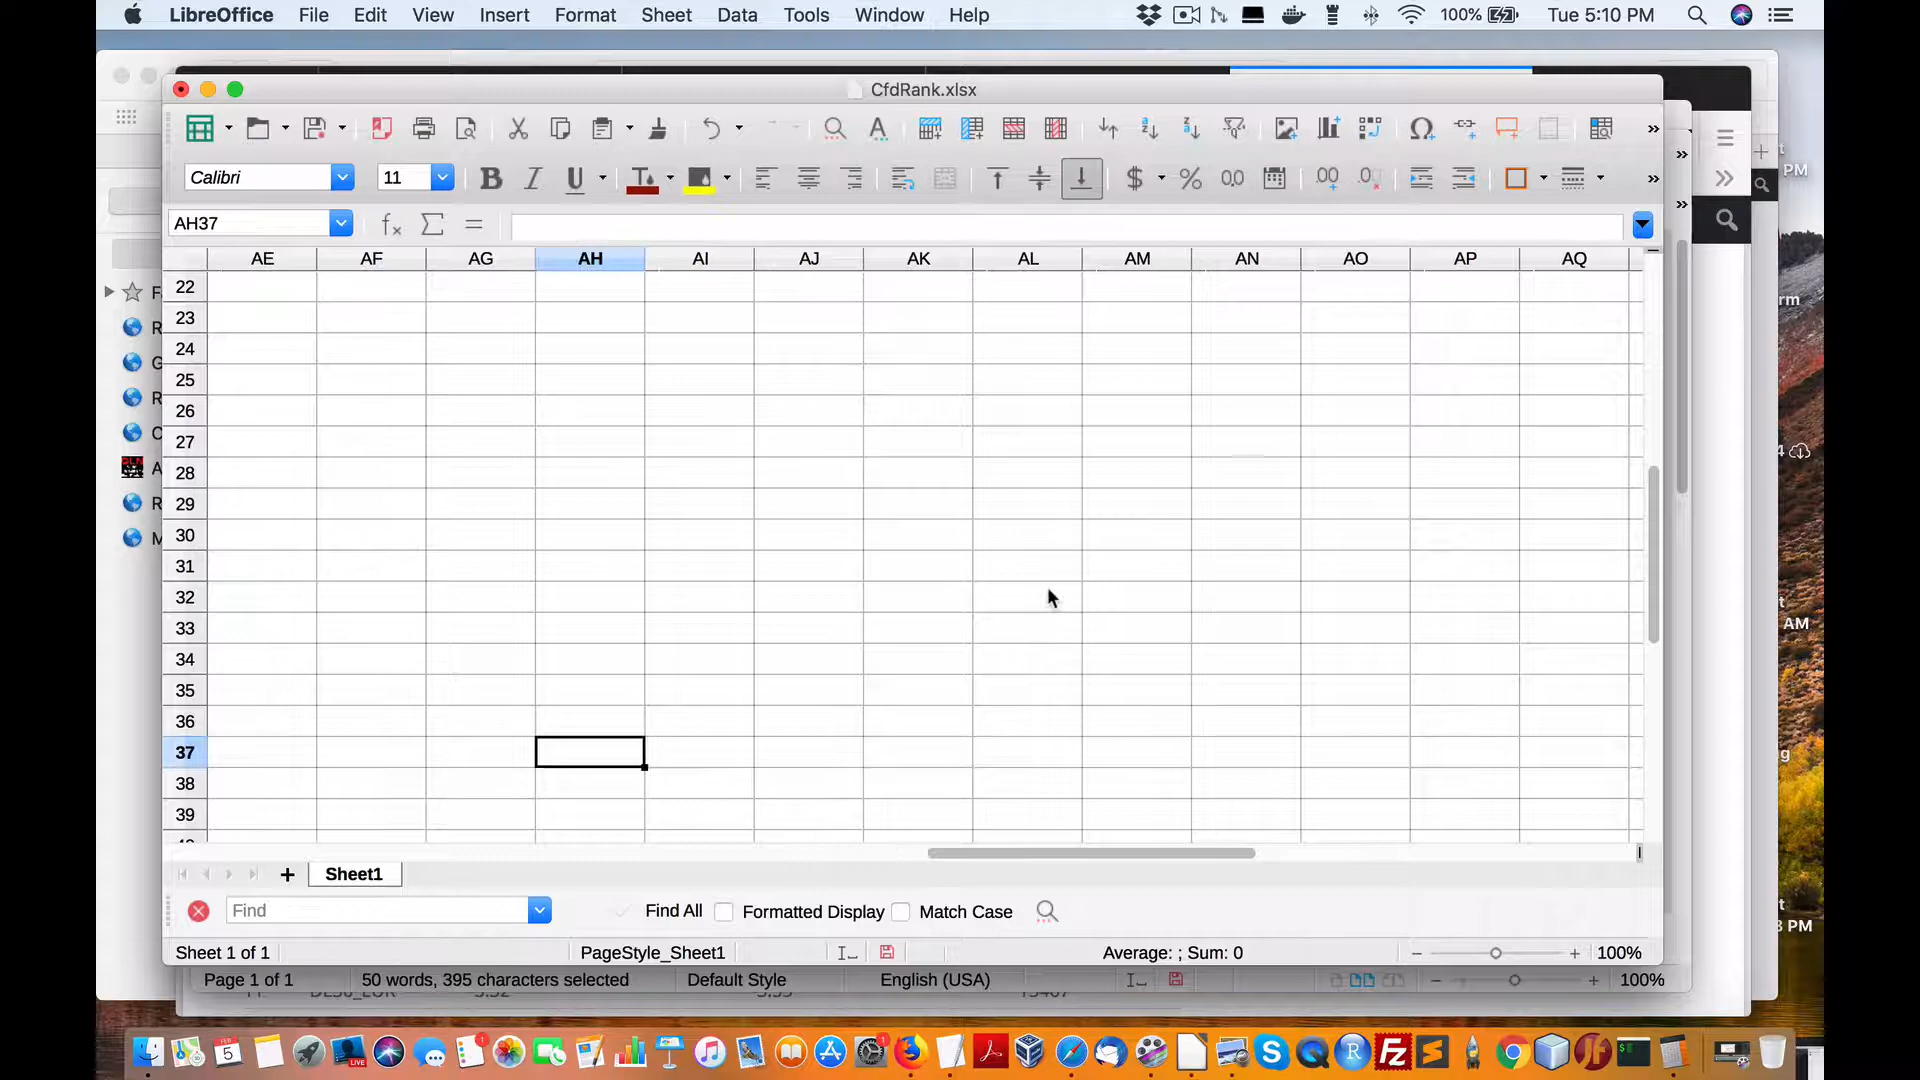 LibreOffice File Edit View Insert Format Sheet Data Tools Window Help 100% Tue 5:10 PM
CfdRank.xlsx
Calibri 11
AH37
AE AF AG AH AI AJ AK AL AM AN AO AP AQ
22
23
24
25
26
27
28
29
30
31
32
33
34
35
36
37
38
39
Sheet1
Find Find All Formatted Display Match Case
Sheet 1 of 1 PageStyle_Sheet1 Average: ; Sum: 0 100%
Page 1 of 1 50 words, 395 characters selected Default Style English (USA) 100%
PM
AM